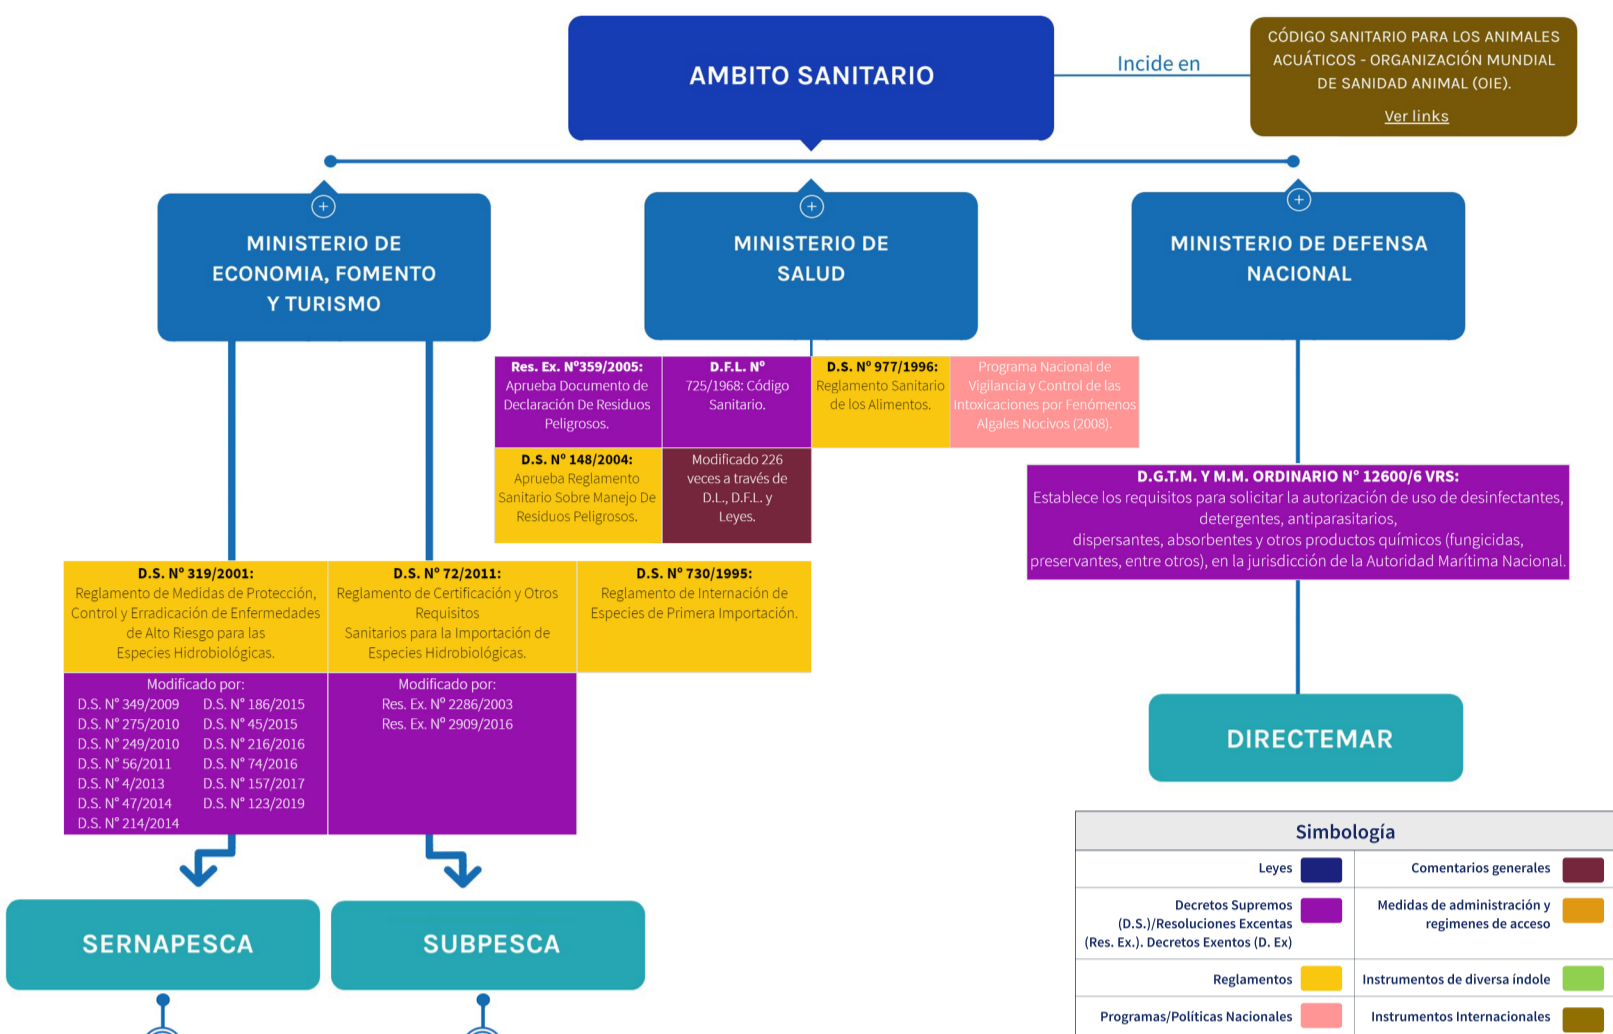 AMBITO SANITARIO
Incide en
CÓDIGO SANITARIO PARA LOS ANIMALES
ACUÁTICOS - ORGANIZACIÓN MUNDIAL
DE SANIDAD ANIMAL (OIE).
Ver links
MINISTERIO DE
ECONOMIA, FOMENTO
Y TURISMO
MINISTERIO DE
SALUD
MINISTERIO DE DEFENSA
NACIONAL
Res. Ex. Nº359/2005:
Aprueba Documento de
Declaración De Residuos
Peligrosos.
D.F.L. Nº
725/1968: Código
Sanitario.
D.S. Nº 977/1996:
Reglamento Sanitario
de los Alimentos.
Programa Nacional de
Vigilancia y Control de las
Intoxicaciones por Fenómenos
Algales Nocivos (2008).
D.S. Nº 148/2004:
Aprueba Reglamento
Sanitario Sobre Manejo De
Residuos Peligrosos.
Modificado 226
veces a través de
D.L., D.F.L. y
Leyes.
D.G.T.M. Y M.M. ORDINARIO N° 12600/6 VRS:
Establece los requisitos para solicitar la autorización de uso de desinfectantes,
detergentes, antiparasitarios,
dispersantes, absorbentes y otros productos químicos (fungicidas,
preservantes, entre otros), en la jurisdicción de la Autoridad Marítima Nacional.
D.S. Nº 319/2001:
Reglamento de Medidas de Protección,
Control y Erradicación de Enfermedades
de Alto Riesgo para las
Especies Hidrobiológicas.
D.S. Nº 72/2011:
Reglamento de Certificación y Otros
Requisitos
Sanitarios para la Importación de
Especies Hidrobiológicas.
D.S. Nº 730/1995:
Reglamento de Internación de
Especies de Primera Importación.
Modificado por:
D.S. N° 349/2009
D.S. N° 275/2010
D.S. N° 249/2010
D.S. N° 56/2011
D.S. N° 4/2013
D.S. N° 47/2014
D.S. N° 214/2014
D.S. N° 186/2015
D.S. N° 45/2015
D.S. N° 216/2016
D.S. N° 74/2016
D.S. N° 157/2017
D.S. N° 123/2019
Modificado por:
Res. Ex. Nº 2286/2003
Res. Ex. Nº 2909/2016
SERNAPESCA
SUBPESCA
DIRECTEMAR
Simbología
Leyes
Comentarios generales
Decretos Supremos
(D.S.)/Resoluciones Excentas
(Res. Ex.). Decretos Exentos (D. Ex)
Medidas de administración y
regimenes de acceso
Reglamentos
Instrumentos de diversa índole
Programas/Políticas Nacionales
Instrumentos Internacionales